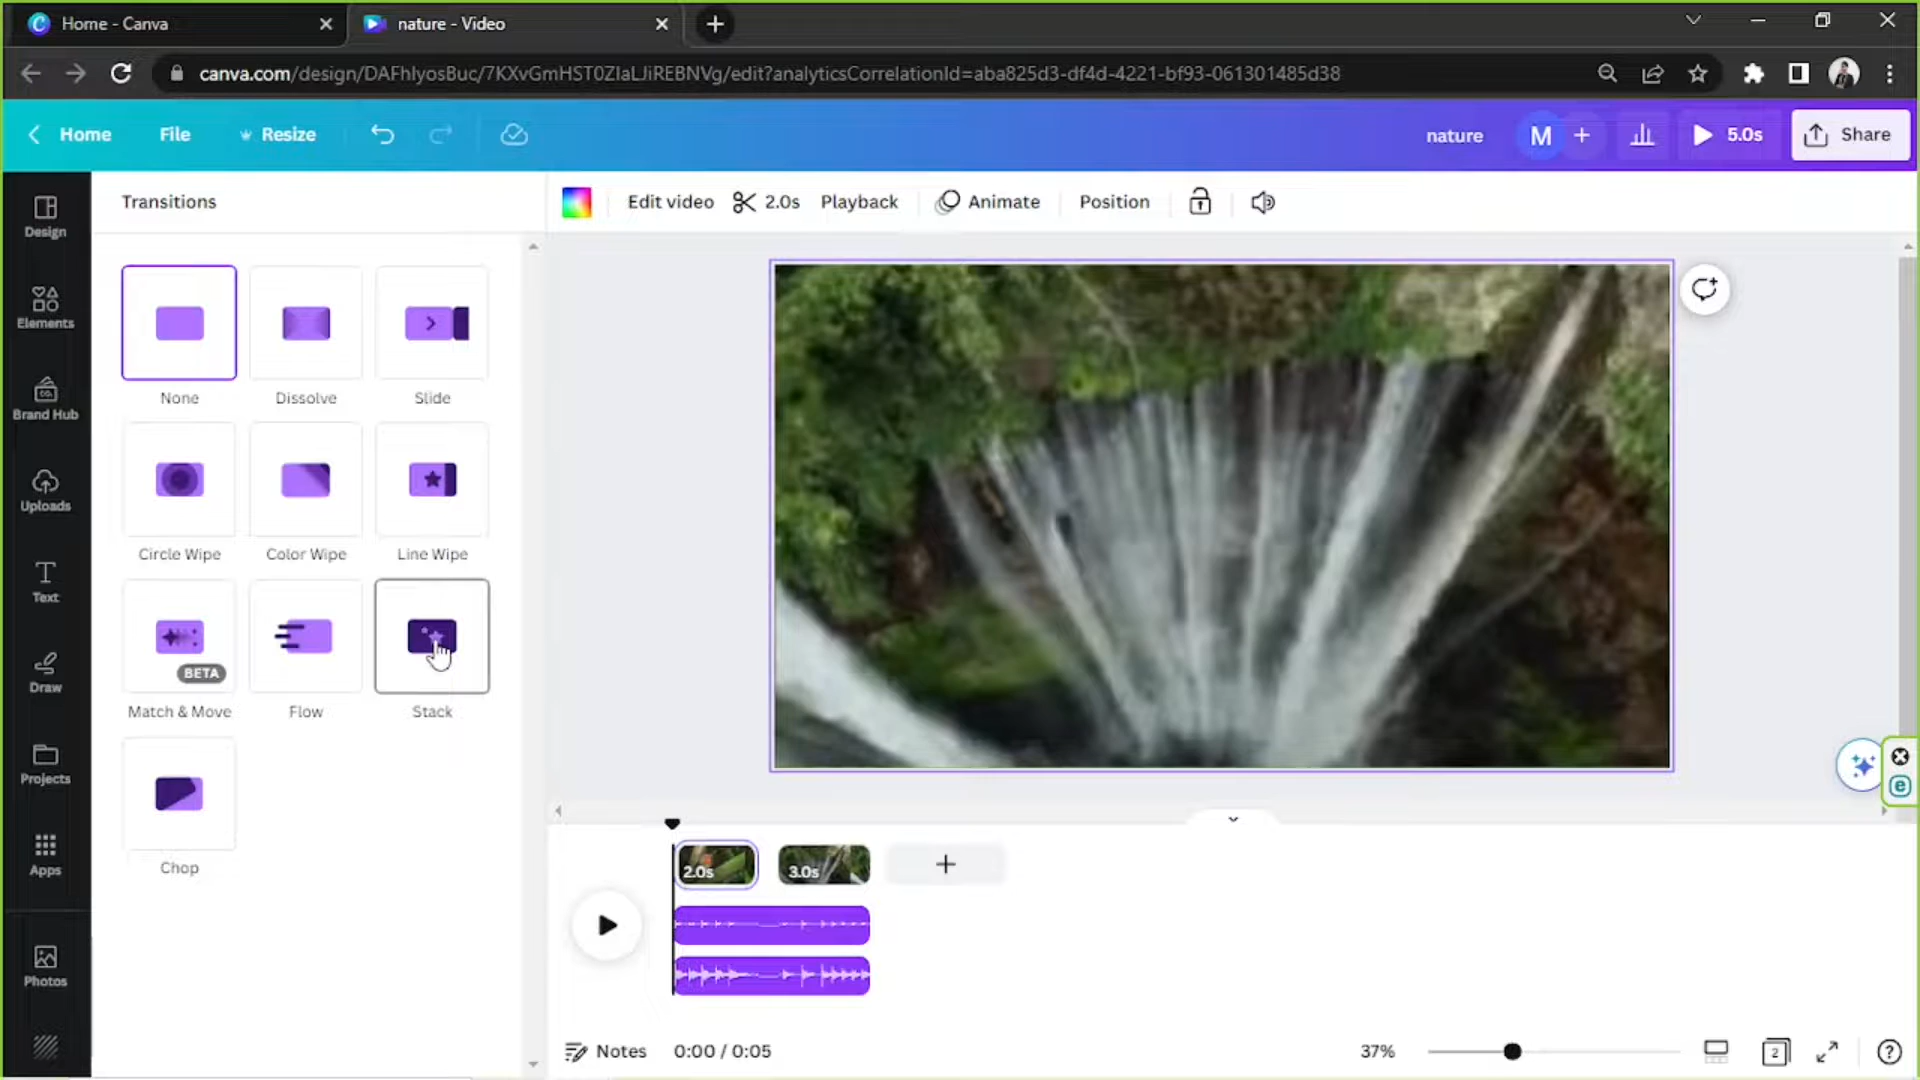 Home - Canva
nature - Video
canva.com/design/DAFhlyosBuc/7KXvGmHST0ZlaLJiREBNVg/edit?analyticsCorrelationId=aba825d3-df4d-4221-bf93-061301485d38
Home
File
Resize
nature
M
5.0s
Share
Transitions
Edit video
2.0s
Playback
Animate
Position
Design
Elements
Brand Hub
Uploads
Text
Draw
Projects
Apps
Photos
None
Dissolve
Slide
Circle Wipe
Color Wipe
Line Wipe
BETA
Match & Move
Flow
Stack
Chop
2.0s
3.0s
Notes
0:00 / 0:05
37%
2